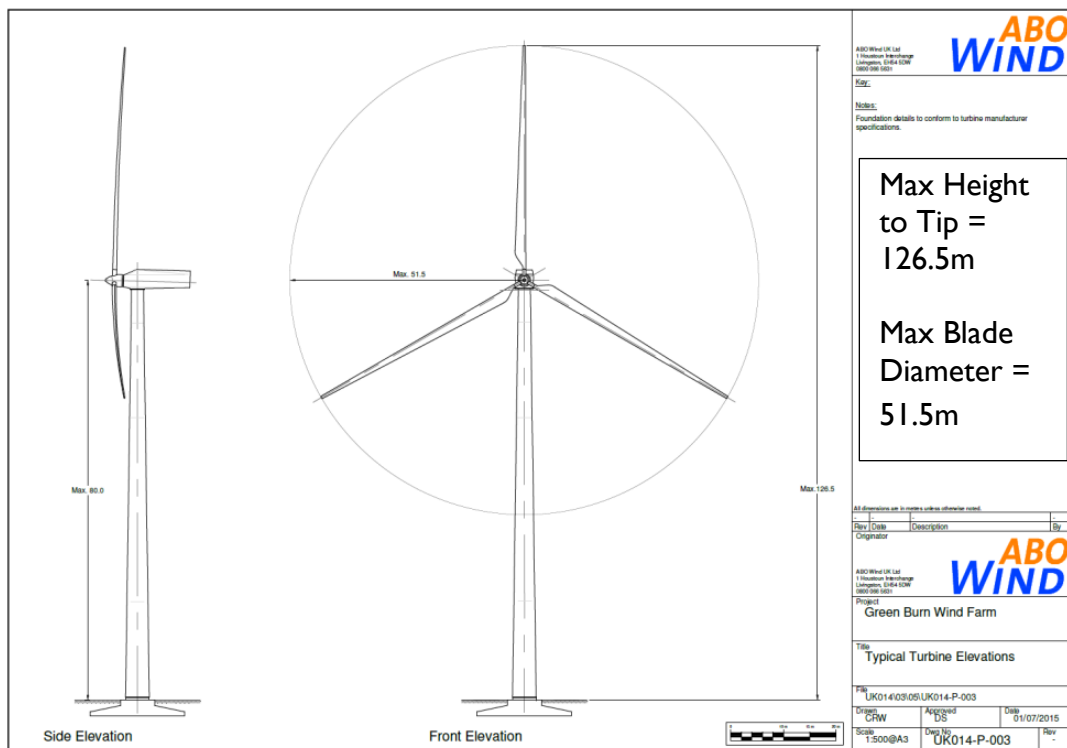 ABO
WIND
ABO Wind UK Ltd
1 Houstoun Interchange
Livingston, EH54 5DW
Key:
Notes:
Foundation details to conform to turbine manufacturer
specifications.
Max Height
to Tip =
126.5m
Max Blade
Diameter =
51.5m
Max. 51.5
Max. 80.0
Max.126.5
Side Elevation
Front Elevation
All dimensions are in meters unless otherwise noted.
- - - -
Rev Date Description By
Originator
ABO
WIND
ABO Wind UK Ltd
1 Houstoun Interchange
Livingston, EH54 5DW
Project
Green Burn Wind Farm
Title
Typical Turbine Elevations
File
UK014\03\05\UK014-P-003
Drawn Approved Date
CRW DS 01/07/2015
Scale Dwg No Rev
1:500@A3 UK014-P-003 -